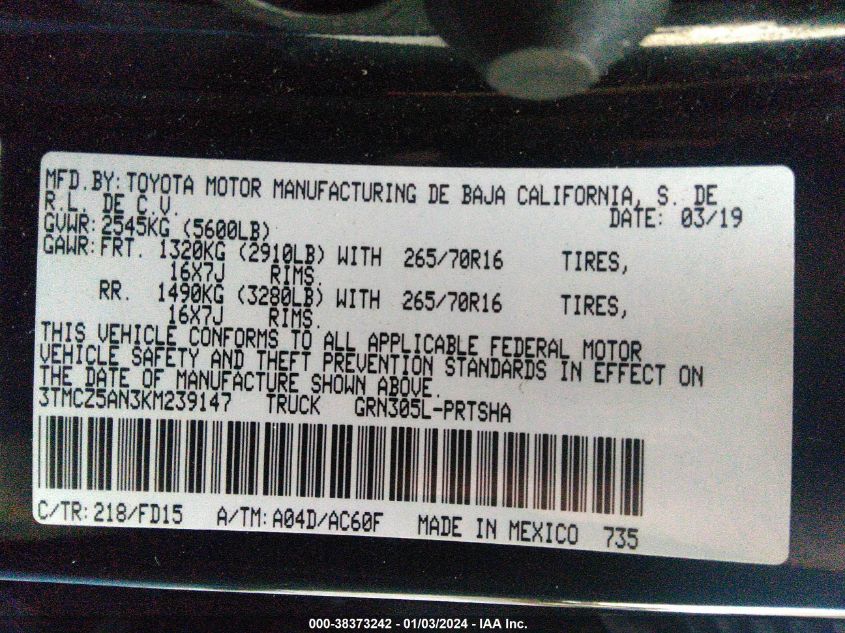 MFD.BY:TOYOTA MOTOR MANUFACTURING DE BAJA CALIFORNIA, S. DE
R.L. DE C.V. DATE: 03/19
GVWR:2545KG (5600LB)
GAWR:FRT. 1320KG (2910LB) WITH 265/70R16 TIRES,
16X7J RIMS.
RR. 1490KG (3280LB) WITH 265/70R16 TIRES,
16X7J RIMS.
THIS VEHICLE CONFORMS TO ALL APPLICABLE FEDERAL MOTOR
VEHICLE SAFETY AND THEFT PREVENTION STANDARDS IN EFFECT ON
THE DATE OF MANUFACTURE SHOWN ABOVE.
3TMCZ5AN3KM239147 TRUCK GRN305L-PRTSHA
C/TR:218/FD15 A/TM:A04D/AC60F MADE IN MEXICO 735
000-38373242 - 01/03/2024 - IAA Inc.